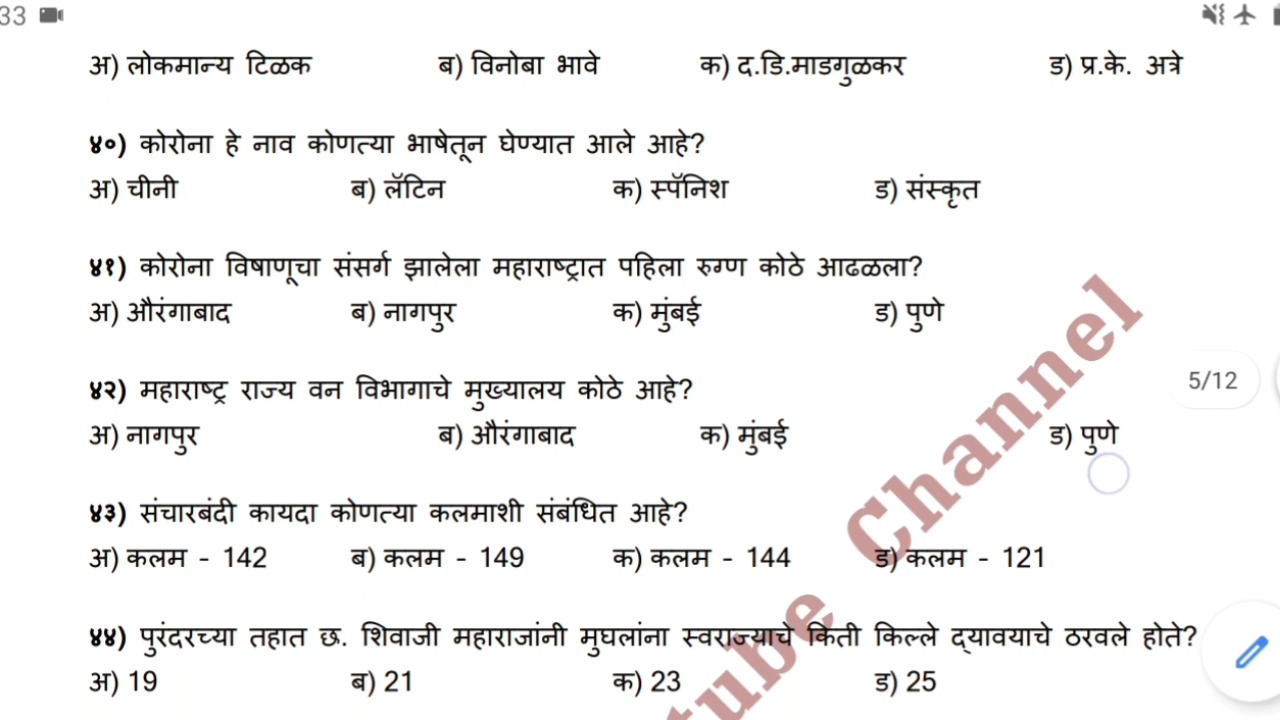 33
अ) लोकमान्य टिळक ब) विनोबा भावे क) द.डि.माडगुळकर ड) प्र.के. अत्रे
४०) कोरोना हे नाव कोणत्या भाषेतून घेण्यात आले आहे?
अ) चीनी ब) लॅटिन क) स्पॅनिश ड) संस्कृत
४१) कोरोना विषाणूचा संसर्ग झालेला महाराष्ट्रात पहिला रुग्ण कोठे आढळला?
अ) औरंगाबाद ब) नागपुर क) मुंबई ड) पुणे
४२) महाराष्ट्र राज्य वन विभागाचे मुख्यालय कोठे आहे?
5/12
अ) नागपुर ब) औरंगाबाद क) मुंबई ड) पुणे
४३) संचारबंदी कायदा कोणत्या कलमाशी संबंधित आहे?
अ) कलम - 142 ब) कलम - 149 क) कलम - 144 ड) कलम - 121
४४) पुरंदरच्या तहात छ. शिवाजी महाराजांनी मुघलांना स्वराज्याचे किती किल्ले द्यावयाचे ठरवले होते?
अ) 19 ब) 21 क) 23 ड) 25
tube Channel